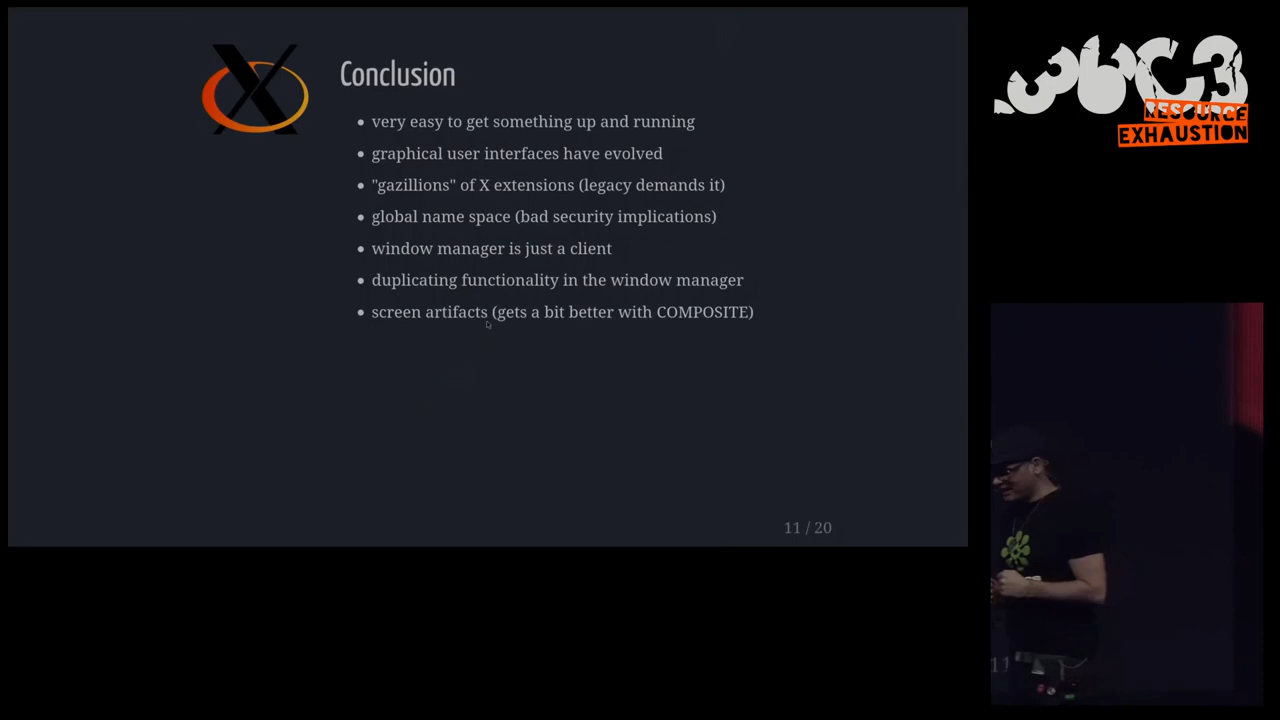 Conclusion
very easy to get something up and running
graphical user interfaces have evolved
"gazillions" of X extensions (legacy demands it)
global name space (bad security implications)
window manager is just a client
duplicating functionality in the window manager
screen artifacts (gets a bit better with COMPOSITE)
11 / 20
36C3
RESOURCE
EXHAUSTION
11